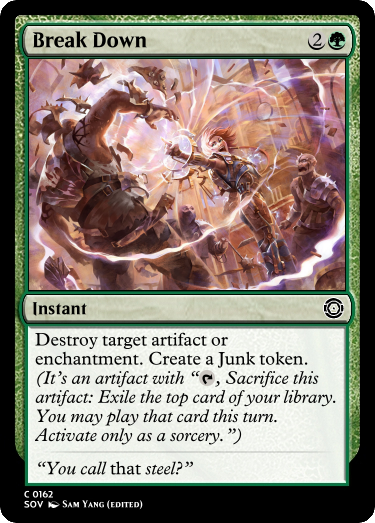 Break Down 2
Instant
Destroy target artifact or
enchantment. Create a Junk token.
(It's an artifact with “, Sacrifice this
artifact: Exile the top card of your library.
You may play that card this turn.
Activate only as a sorcery.”)
“You call that steel?”
C 0162
SOV Sam Yang (edited)